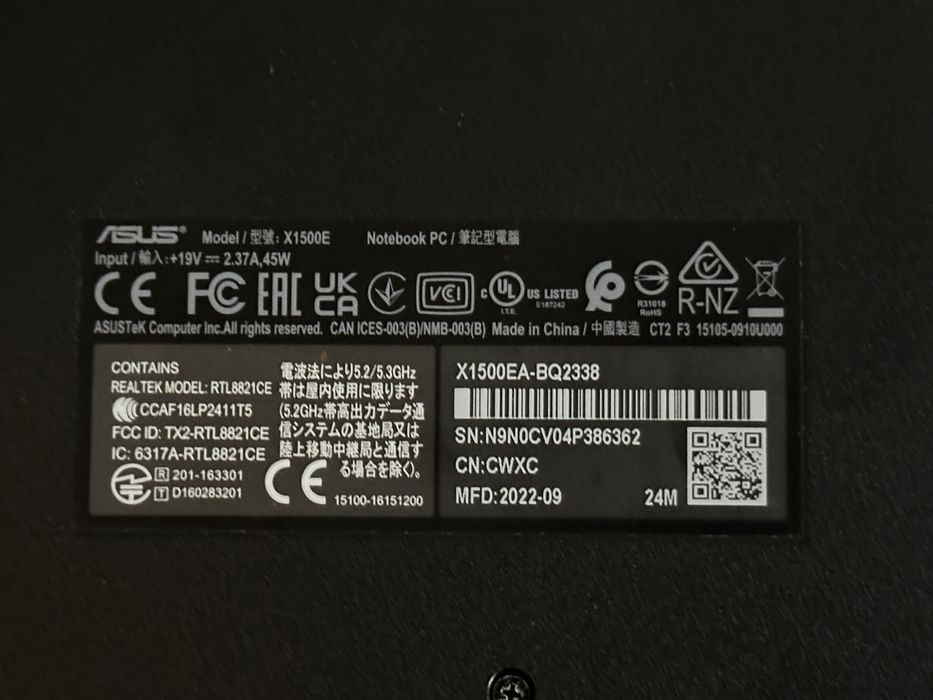 ASUS® Model / 型號: X1500E Notebook PC / 筆記型電腦
Input / 輸入:+19V ⎓ 2.37A,45W
CE FC EAC UK CA VCI c UL US LISTED I.T.E. E187242 R31018 RoHS R-NZ
ASUSTeK Computer Inc.All rights reserved. CAN ICES-003(B)/NMB-003(B) Made in China / 中國製造 CT2 F3 15105-0910U000
CONTAINS
REALTEK MODEL: RTL8821CE
CCAF16LP2411T5
FCC ID: TX2-RTL8821CE
IC: 6317A-RTL8821CE
R 201-163301
T D160283201
電波法により5.2/5.3GHz
帯は屋内使用に限ります
(5.2GHz帯高出力データ通
信システムの基地局又は
陸上移動中継局と通信す
る場合を除く)。
CE 15100-16151200
X1500EA-BQ2338
SN:N9N0CV04P386362
CN:CWXC
MFD:2022-09 24M